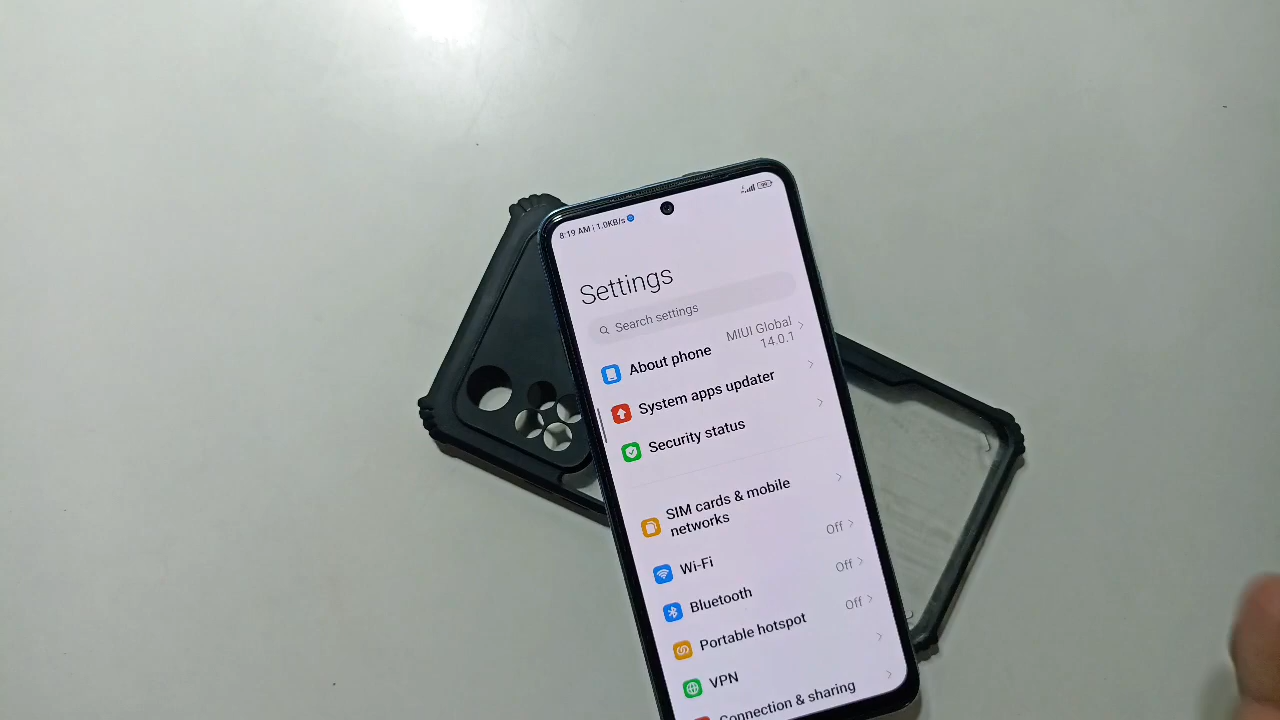 8:19 AM 1.0KB/s
Settings
Search settings
About phone
MIUI Global
14.0.1
System apps updater
Security status
SIM cards & mobile
networks
Wi-Fi
Off
Bluetooth
Off
Portable hotspot
Off
VPN
Connection & sharing